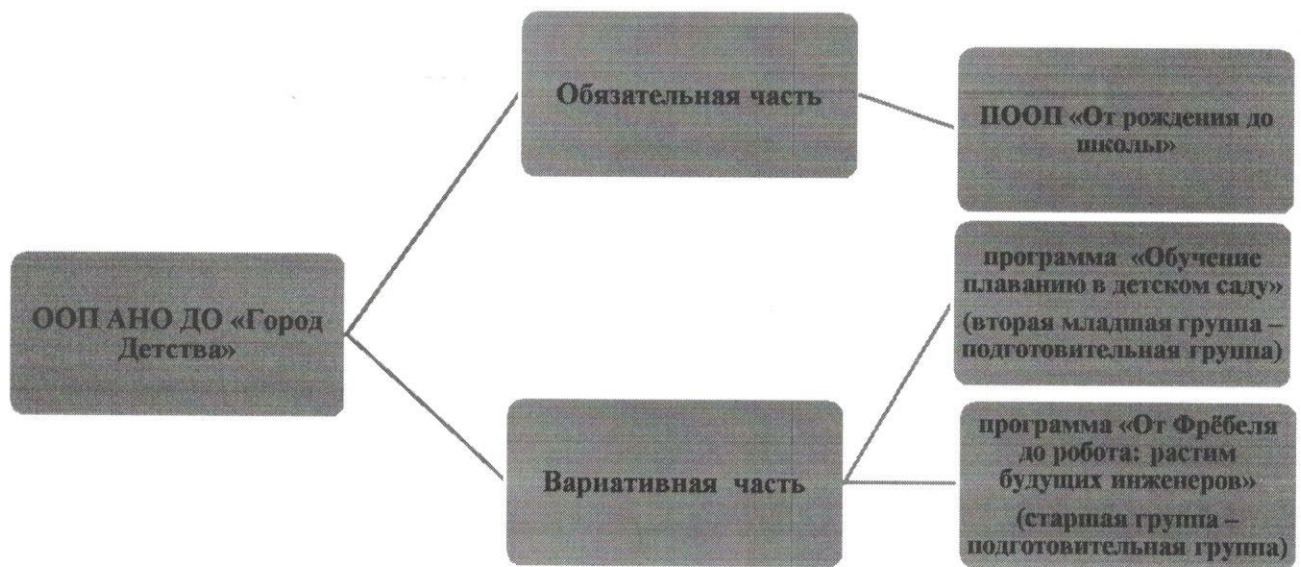 Обязательная часть
ПООП «От рождения до
школы»
ООП АНО ДО «Город
Детства»
программа «Обучение
плаванию в детском саду»
(вторая младшая группа –
подготовительная группа)
Вариативная часть
программа «От Фрёбеля
до робота: растим
будущих инженеров»
(старшая группа –
подготовительная группа)